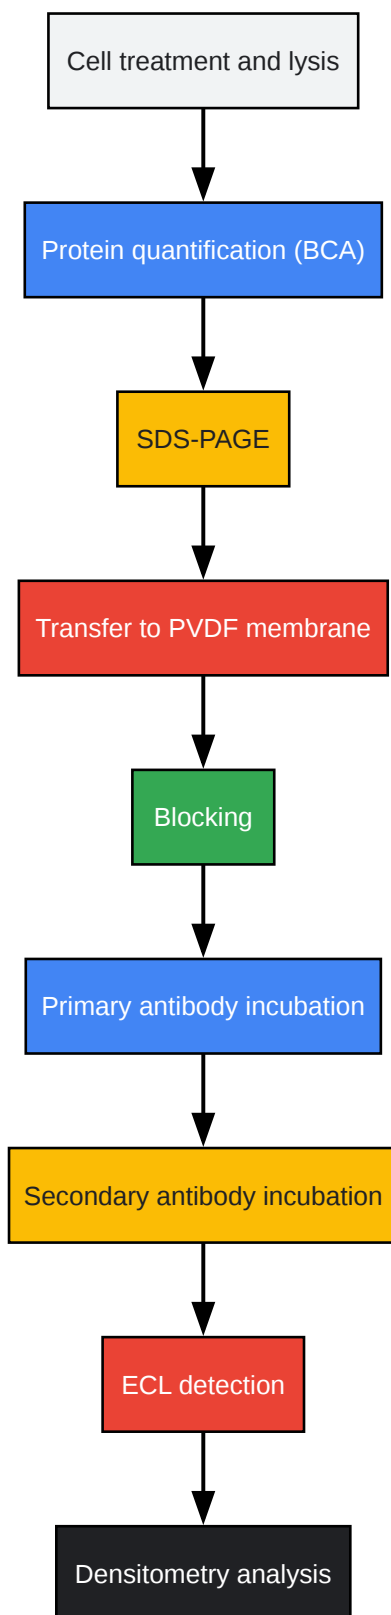 Cell treatment and lysis
Protein quantification (BCA)
SDS-PAGE
Transfer to PVDF membrane
Blocking
Primary antibody incubation
Secondary antibody incubation
ECL detection
Densitometry analysis